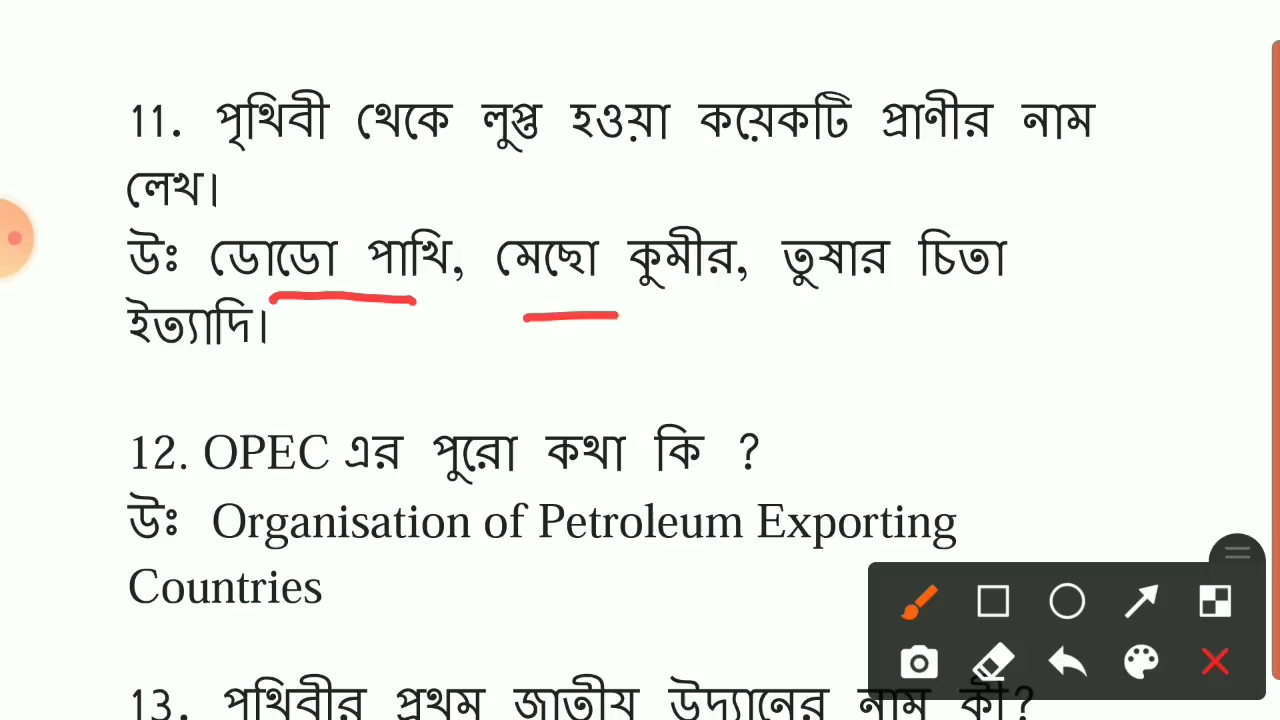 11. পৃথিবী থেকে লুপ্ত হওয়া কয়েকটি প্রাণীর নাম
লেখ।
উঃ ডোডো পাখি, মেছো কুমীর, তুষার চিতা
ইত্যাদি।
12. OPEC এর পুরো কথা কি ?
উঃ Organisation of Petroleum Exporting
Countries
13. পৃথিবীর প্রথম জাতীয় উদ্যানের নাম কী?